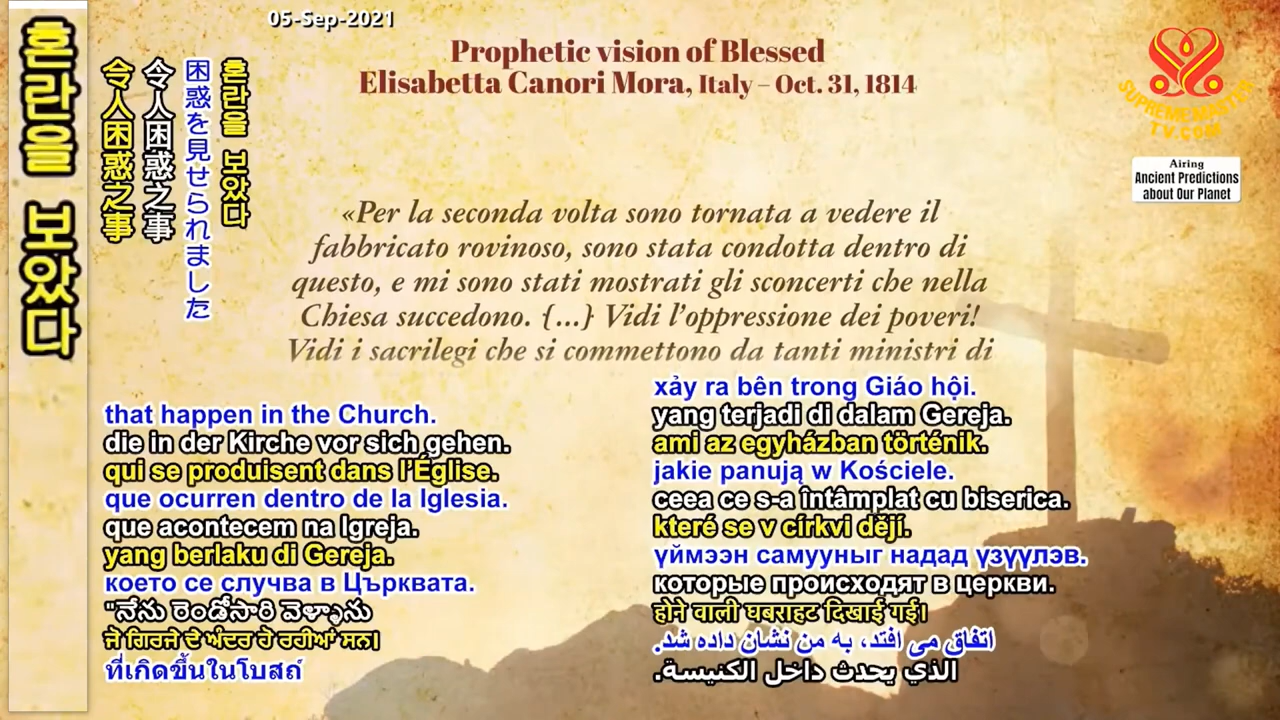 05-Sep-2021
Prophetic vision of Blessed
Elisabetta Canori Mora, Italy – Oct. 31, 1814
SUPREME MASTER
TV.COM
Airing
Ancient Predictions
about Our Planet
혼란을 보았다
令人困惑之事
令人困惑之事
困惑を見せられました
혼란을 보았다
«Per la seconda volta sono tornata a vedere il
fabbricato rovinoso, sono stata condotta dentro di
questo, e mi sono stati mostrati gli sconcerti che nella
Chiesa succedono. {...} Vidi l’oppressione dei poveri!
Vidi i sacrilegi che si commettono da tanti ministri di
that happen in the Church.
die in der Kirche vor sich gehen.
qui se produisent dans l’Église.
que ocurren dentro de la Iglesia.
que acontecem na Igreja.
yang berlaku di Gereja.
което се случва в Църквата.
"నేను రెండోసారి వెళ్ళాను
ਜੋ ਗਿਰਜੇ ਦੇ ਅੰਦਰ ਹੋ ਰਹੀਆਂ ਸਨ।
ที่เกิดขึ้นในโบสถ์
xảy ra bên trong Giáo hội.
yang terjadi di dalam Gereja.
ami az egyházban történik.
jakie panują w Kościele.
ceea ce s-a întâmplat cu biserica.
které se v církvi dějí.
үймээн самууныг надад үзүүлэв.
которые происходят в церкви.
होने वाली घबराहट दिखाई गई।
اتفاق می افتد، به من نشان داده شد.
الذي يحدث داخل الكنيسة.